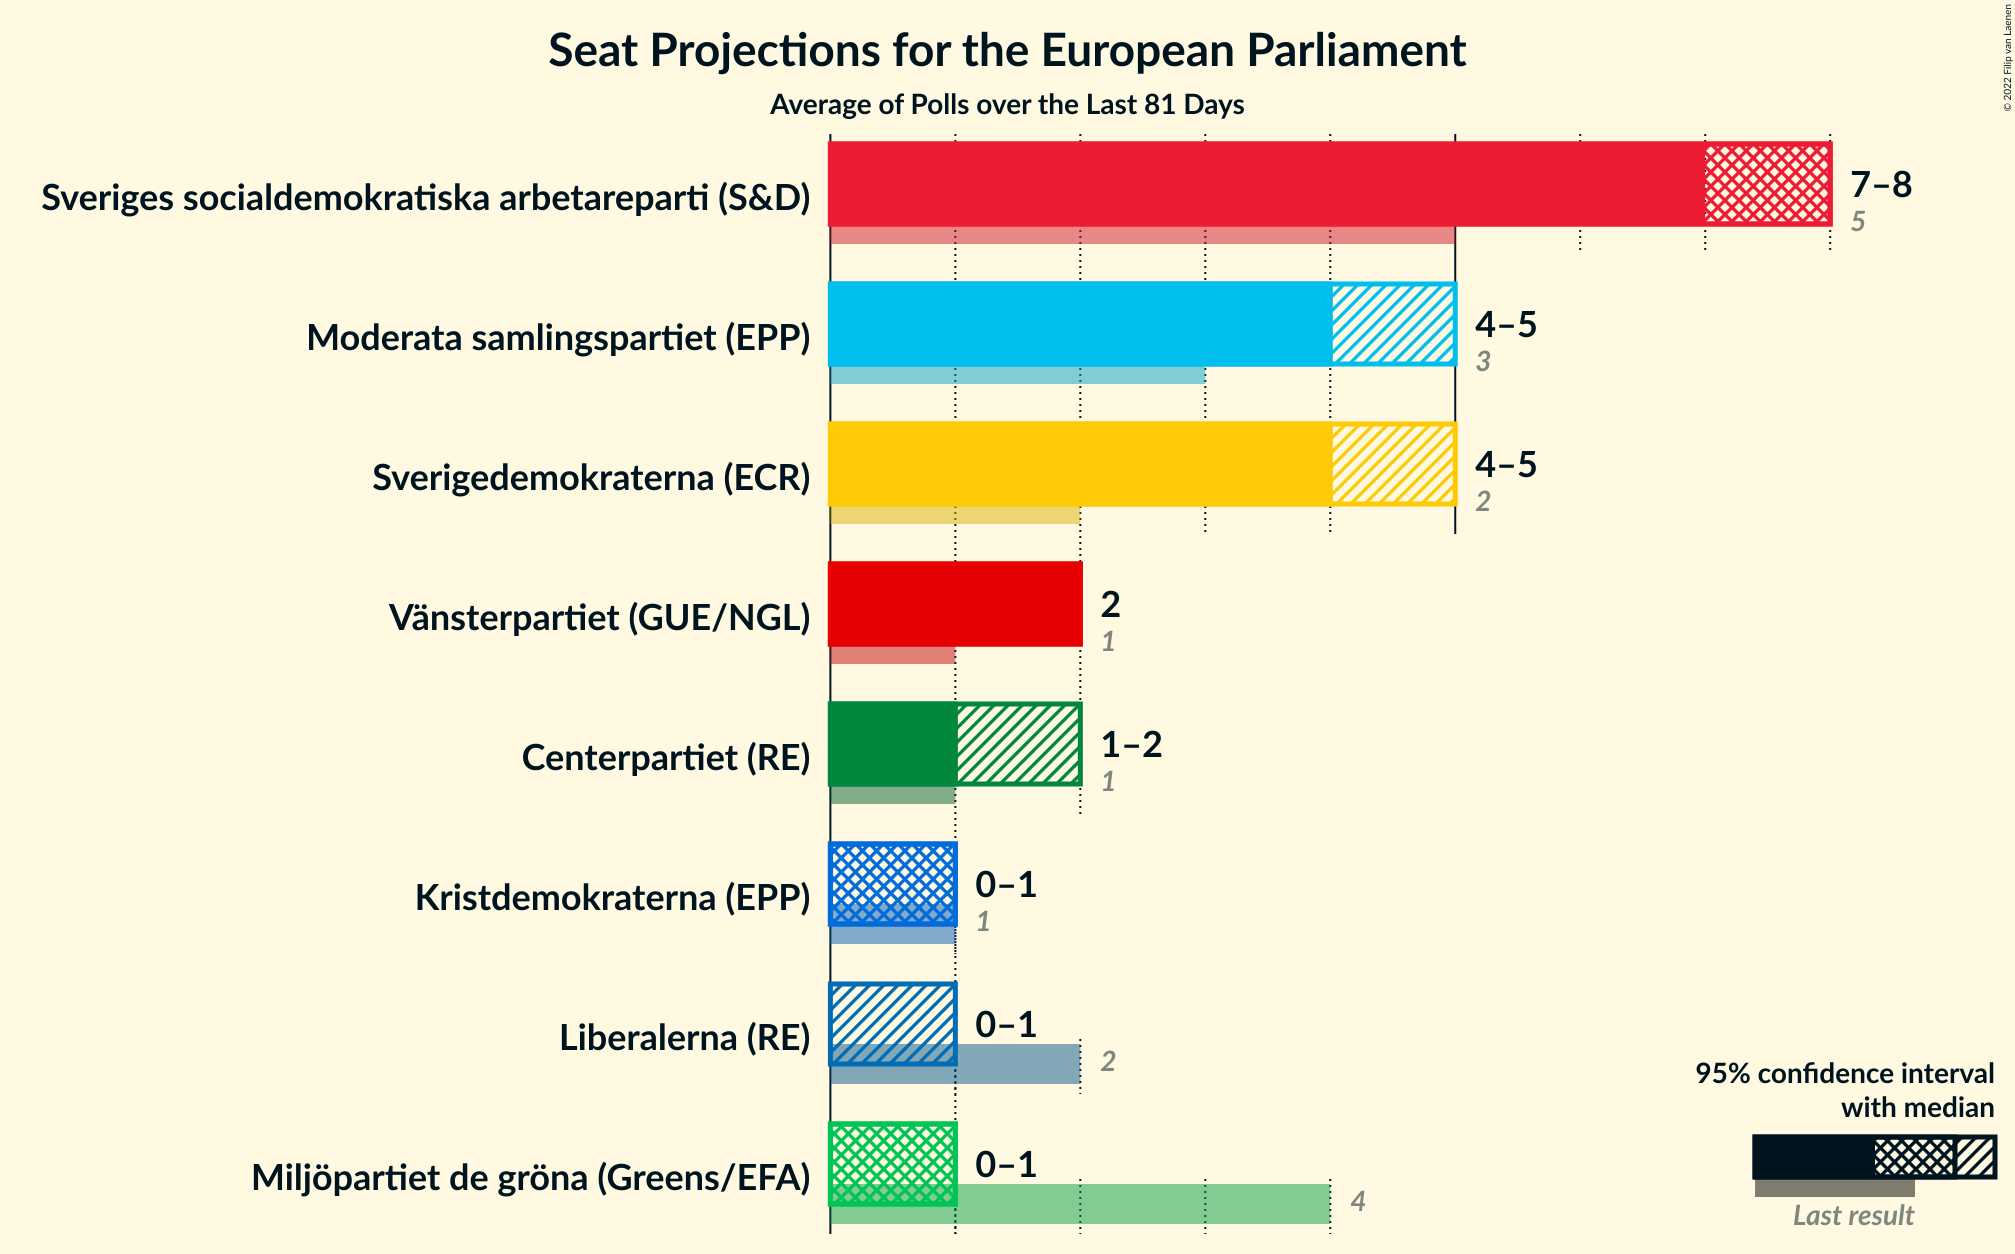 Seat Projections for the European Parliament
Average of Polls over the Last 81 Days
© 2022 Filip van Laenen
Sveriges socialdemokratiska arbetareparti (S&D)
7–8
5
Moderata samlingspartiet (EPP)
4–5
3
Sverigedemokraterna (ECR)
4–5
2
Vänsterpartiet (GUE/NGL)
2
1
Centerpartiet (RE)
1–2
1
Kristdemokraterna (EPP)
0–1
1
Liberalerna (RE)
0–1
2
Miljöpartiet de gröna (Greens/EFA)
0–1
4
95% confidence interval
with median
Last result